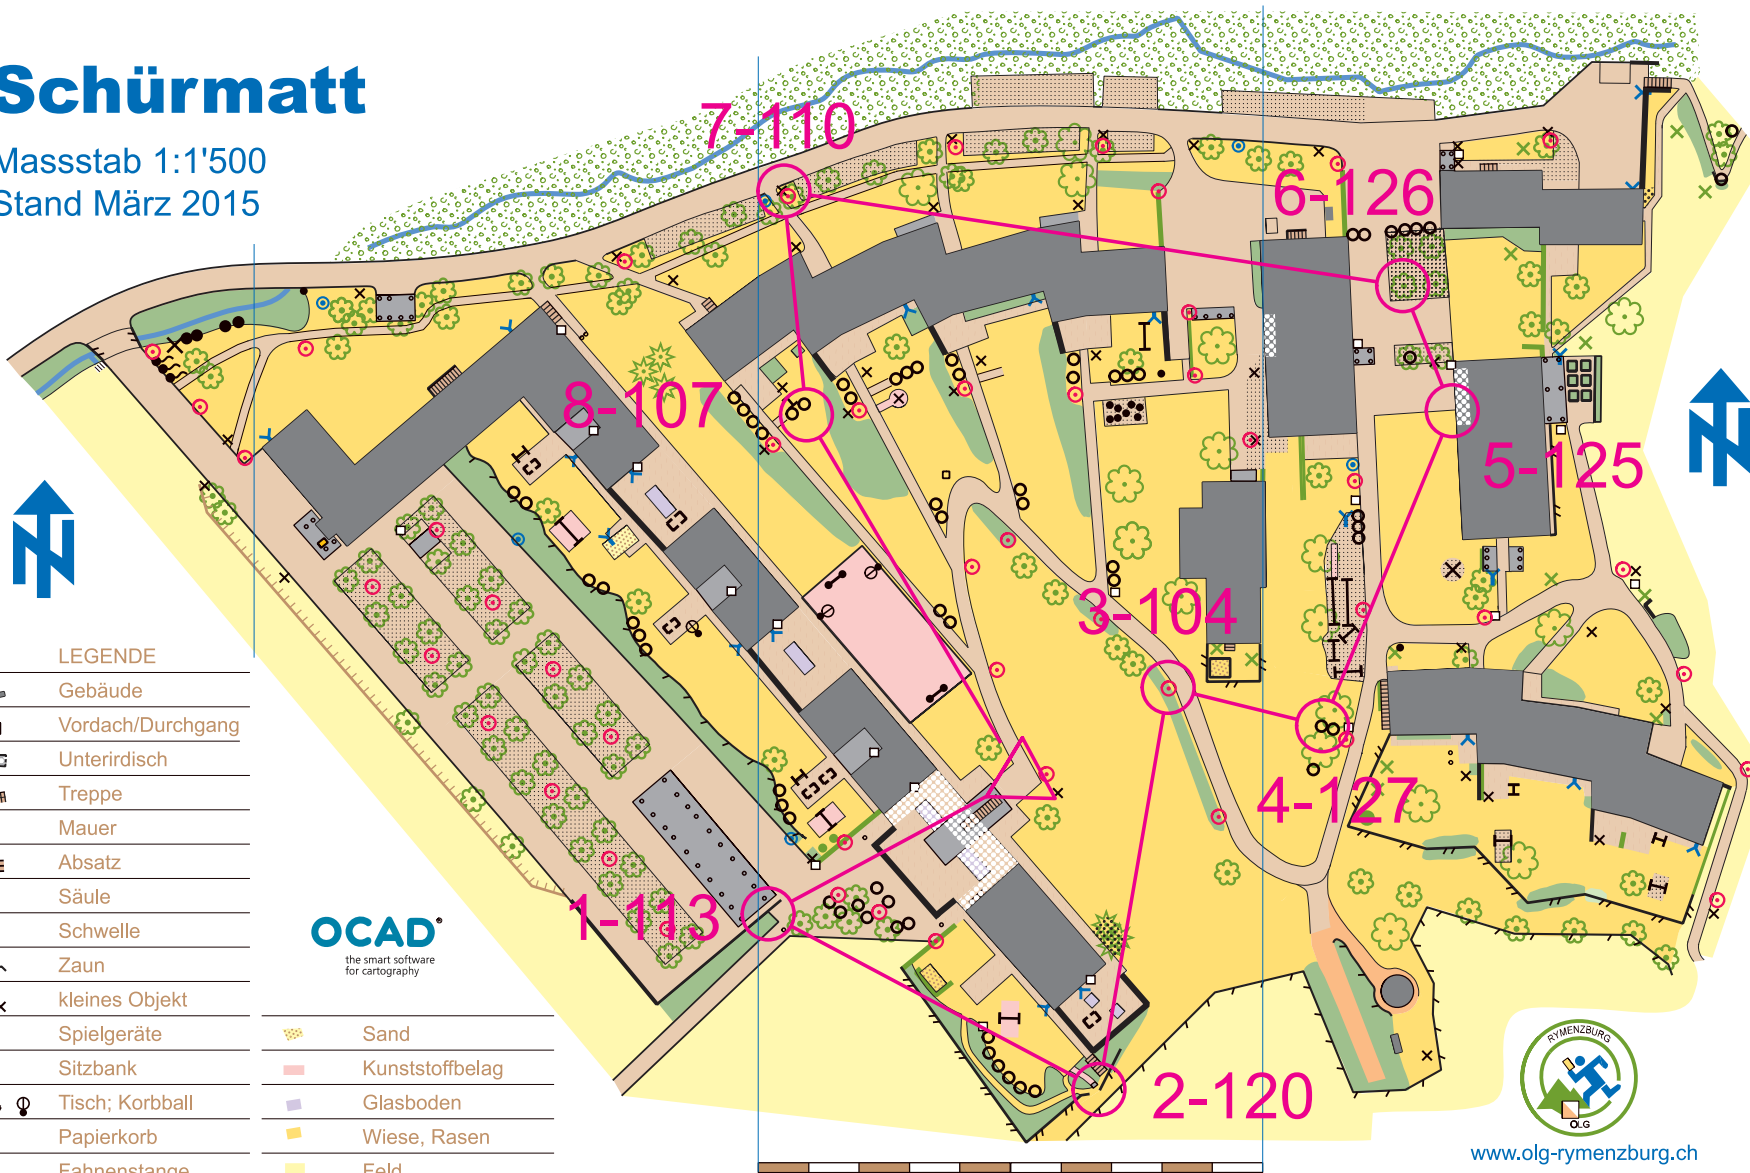 Schürmatt
Massstab 1:1'500
Stand März 2015
7-110
6-126
8-107
5-125
3-104
4-127
1-113
2-120
LEGENDE
Gebäude
Vordach/Durchgang
Unterirdisch
Treppe
Mauer
Absatz
Säule
Schwelle
Zaun
kleines Objekt
Spielgeräte
Sitzbank
Tisch; Korbball
Papierkorb
Fahnenstange
Sand
Kunststoffbelag
Glasboden
Wiese, Rasen
Feld
OCAD
the smart software
for cartography
RYMENZBURG
OLG
www.olg-rymenzburg.ch